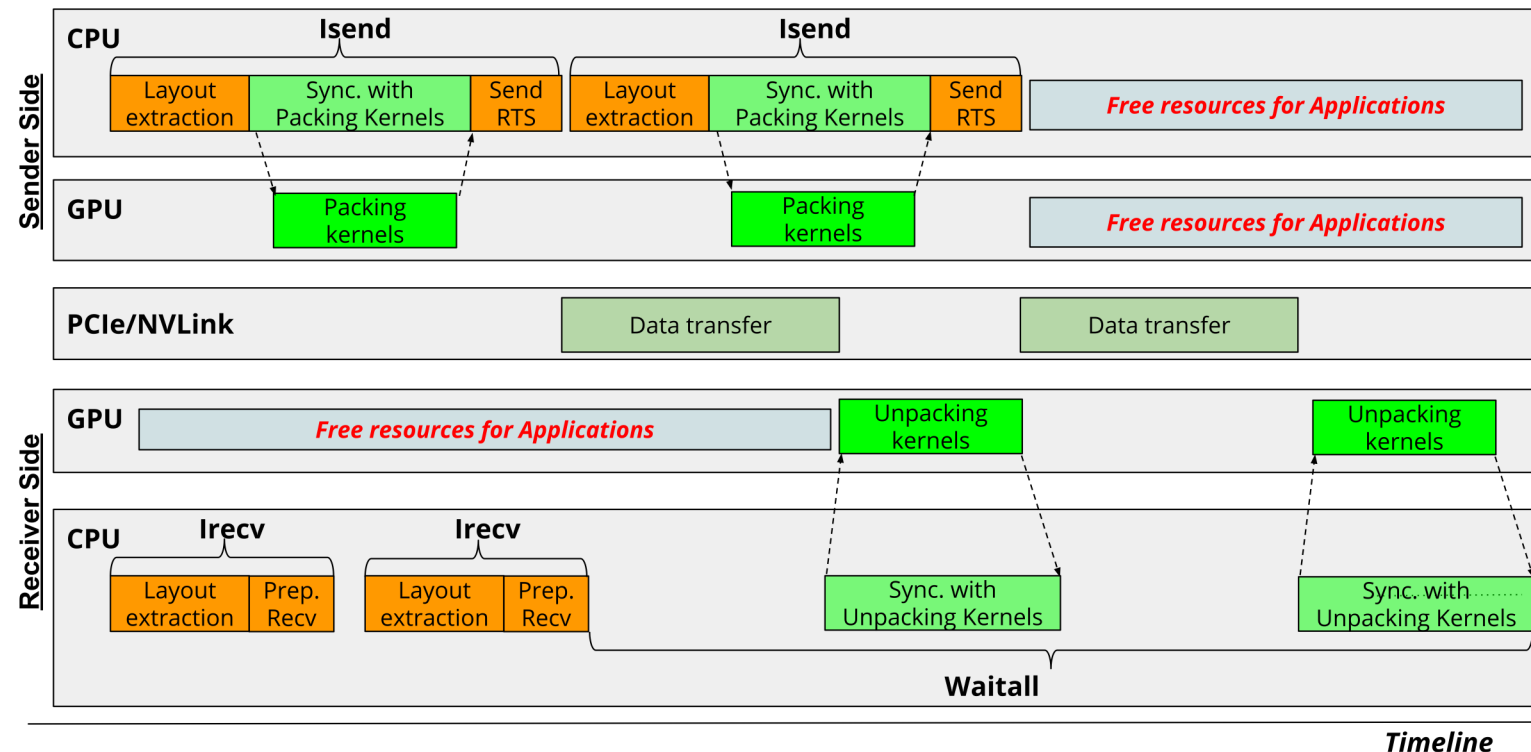 Sender Side
CPU
Isend
Isend
Layout
extraction
Sync. with
Packing Kernels
Send
RTS
Layout
extraction
Sync. with
Packing Kernels
Send
RTS
Free resources for Applications
GPU
Packing
kernels
Packing
kernels
Free resources for Applications
PCIe/NVLink
Data transfer
Data transfer
Receiver Side
GPU
Free resources for Applications
Unpacking
kernels
Unpacking
kernels
CPU
Irecv
Irecv
Layout
extraction
Prep.
Recv
Layout
extraction
Prep.
Recv
Sync. with
Unpacking Kernels
Sync. with
Unpacking Kernels
Waitall
Timeline